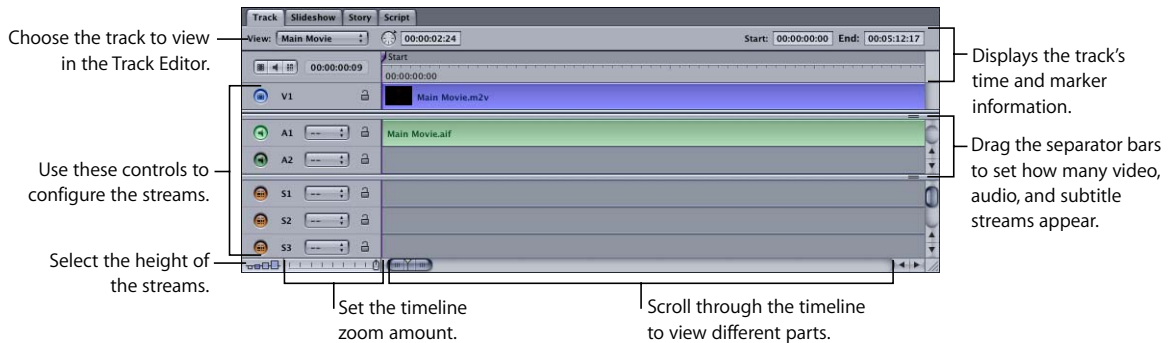 Track Slideshow Story Script
View: Main Movie 00:00:02:24 Start: 00:00:00:00 End: 00:05:12:17
00:00:00:09
Start
00:00:00:00
V1 Main Movie.m2v
A1 -- Main Movie.aif
A2 --
S1 --
S2 --
S3 --
Choose the track to view
in the Track Editor.
Use these controls to
configure the streams.
Select the height of
the streams.
Set the timeline
zoom amount.
Scroll through the timeline
to view different parts.
Displays the track’s
time and marker
information.
Drag the separator bars
to set how many video,
audio, and subtitle
streams appear.